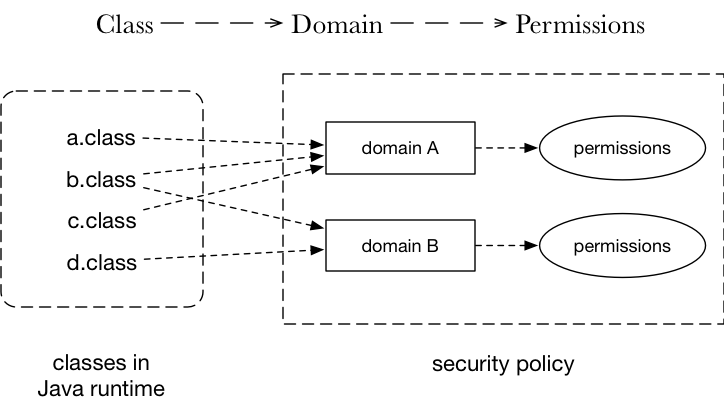 Class Domain Permissions
a.class
b.class
c.class
d.class
domain A permissions
domain B permissions
classes in
Java runtime
security policy